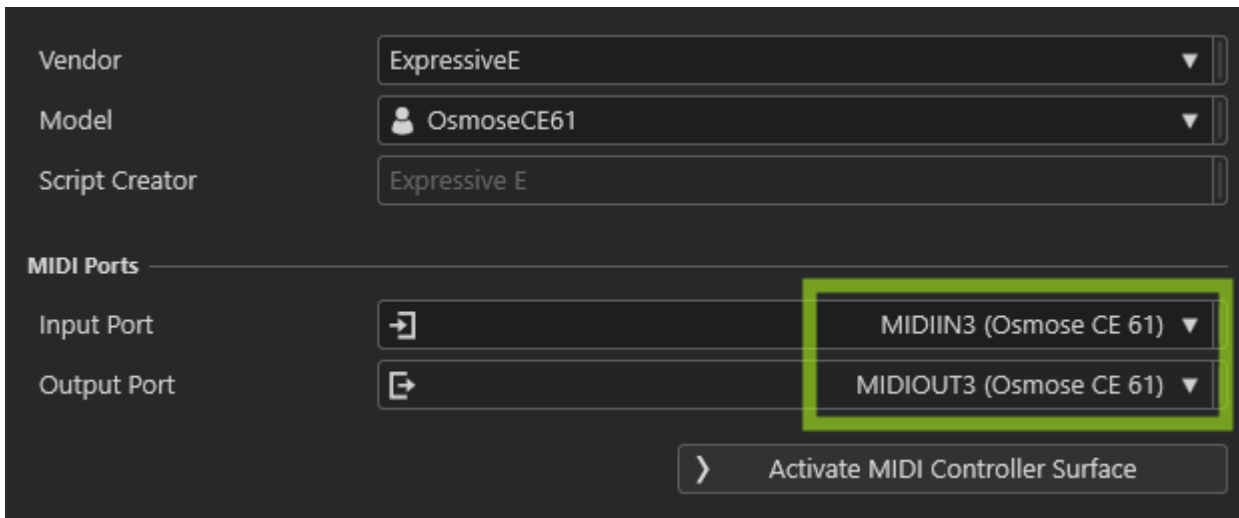 Vendor ExpressiveE
Model OsmoseCE61
Script Creator Expressive E
MIDI Ports
Input Port MIDIIN3 (Osmose CE 61)
Output Port MIDIOUT3 (Osmose CE 61)
Activate MIDI Controller Surface